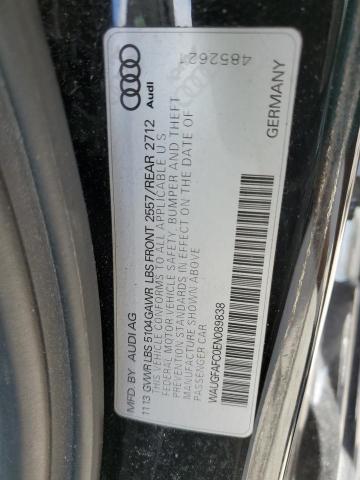 Audi
4852621
MFD. BY AUDI AG
11 13 GVWR LBS 5104GAWR LBS FRONT 2557/REAR 2712
THIS VEHICLE CONFORMS TO ALL APPLICABLE U S
FEDERAL MOTOR VEHICLE SAFETY, BUMPER AND THEFT
PREVENTION STANDARDS IN EFFECT ON THE DATE OF
MANUFACTURE SHOWN ABOVE
PASSENGER CAR
WAUGFAFC0EN089838
GERMANY